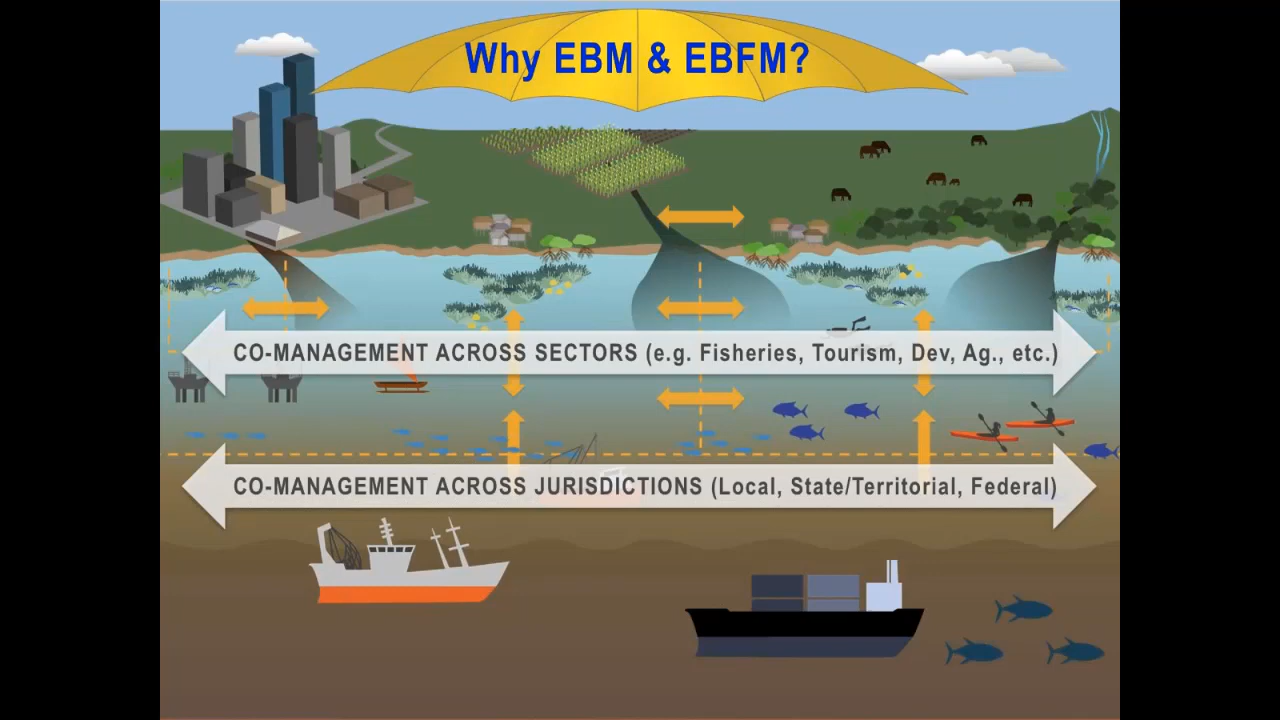 Why EBM & EBFM?
CO-MANAGEMENT ACROSS SECTORS (e.g. Fisheries, Tourism, Dev, Ag., etc.)
CO-MANAGEMENT ACROSS JURISDICTIONS (Local, State/Territorial, Federal)